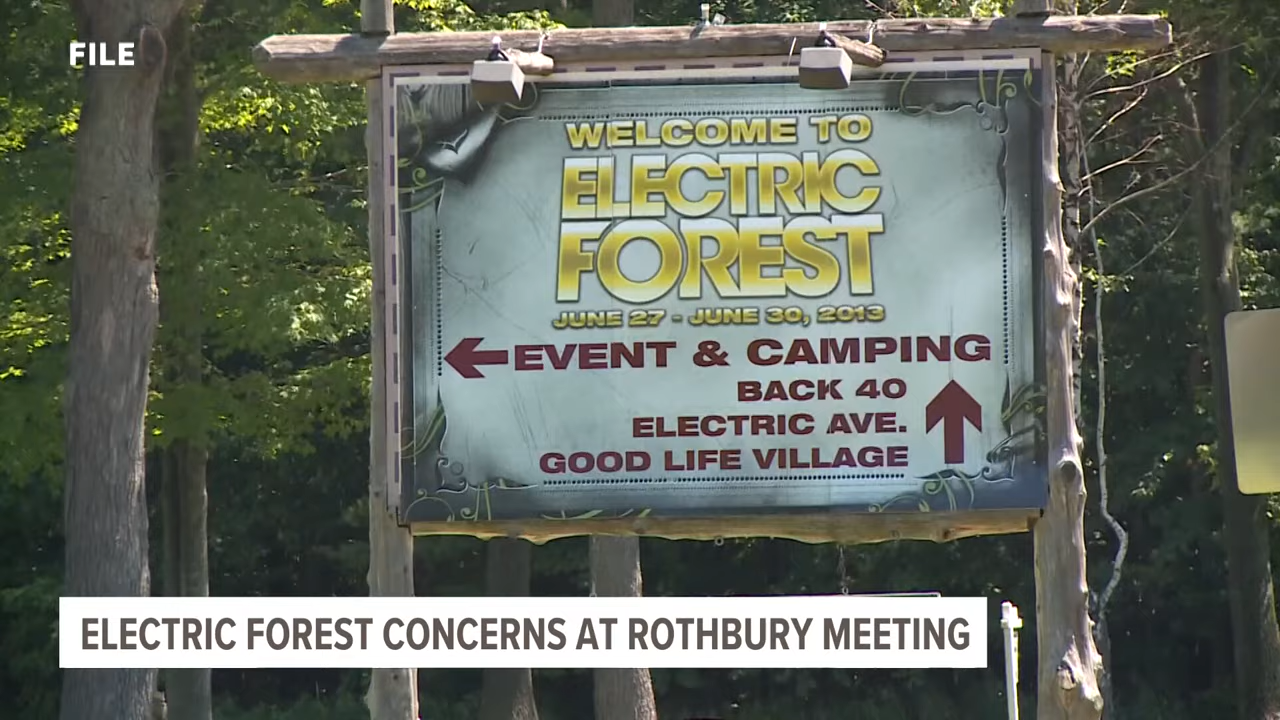 FILE
WELCOME TO
ELECTRIC
FOREST
JUNE 27 - JUNE 30, 2013
EVENT & CAMPING
BACK 40
ELECTRIC AVE.
GOOD LIFE VILLAGE
ELECTRIC FOREST CONCERNS AT ROTHBURY MEETING